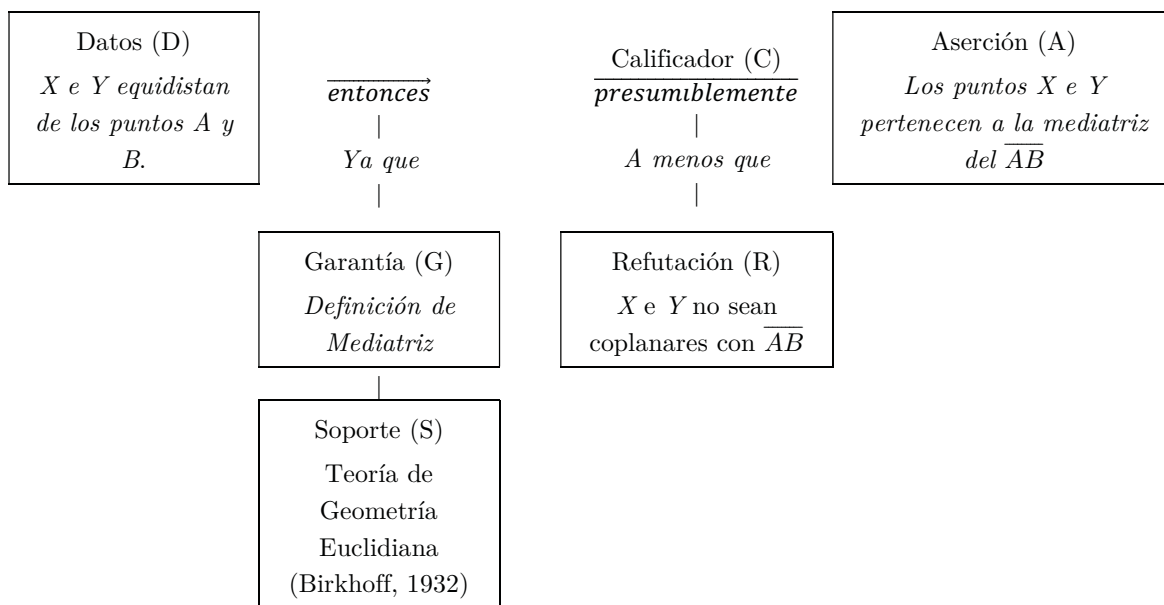 Datos (D)
X e Y equidistan
de los puntos A y
B.
entonces
|
Ya que
|
Calificador (C)
presumıblemente
|
A menos que
|
Aserción (A)
Los puntos X e Y
pertenecen a la mediatriz
del AB
Garantía (G)
Definición de
Mediatriz
|
Refutación (R)
X e Y no sean
coplanares con AB
Soporte (S)
Teoría de
Geometría
Euclidiana
(Birkhoff, 1932)